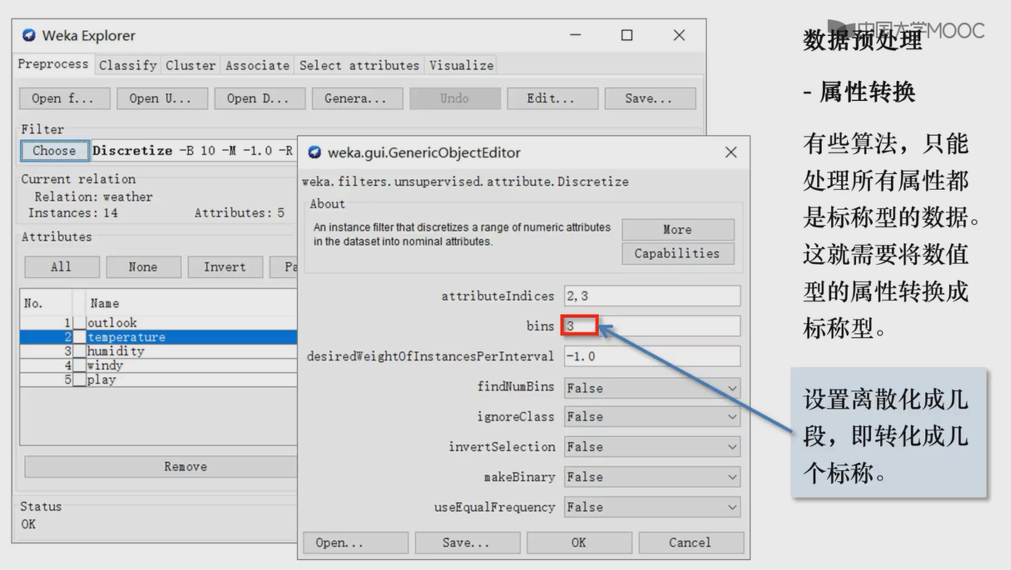 中国大学MOOC
Weka Explorer
Preprocess Classify Cluster Associate Select attributes Visualize
Open f... Open U... Open D... Genera... Undo Edit... Save...
Filter
Choose Discretize -B 10 -M -1.0 -R
Current relation
Relation: weather
Instances: 14 Attributes: 5
Attributes
All None Invert Pa
No. Name
1 outlook
2 temperature
3 humidity
4 windy
5 play
Remove
Status
OK
weka.gui.GenericObjectEditor
weka.filters.unsupervised.attribute.Discretize
About
An instance filter that discretizes a range of numeric attributes
in the dataset into nominal attributes.
More
Capabilities
attributeIndices 2,3
bins 3
desiredWeightOfInstancesPerInterval -1.0
findNumBins False
ignoreClass False
invertSelection False
makeBinary False
useEqualFrequency False
Open... Save... OK Cancel
数据预处理
- 属性转换
有些算法，只能
处理所有属性都
是标称型的数据。
这就需要将数值
型的属性转换成
标称型。
设置离散化成几
段，即转化成几
个标称。